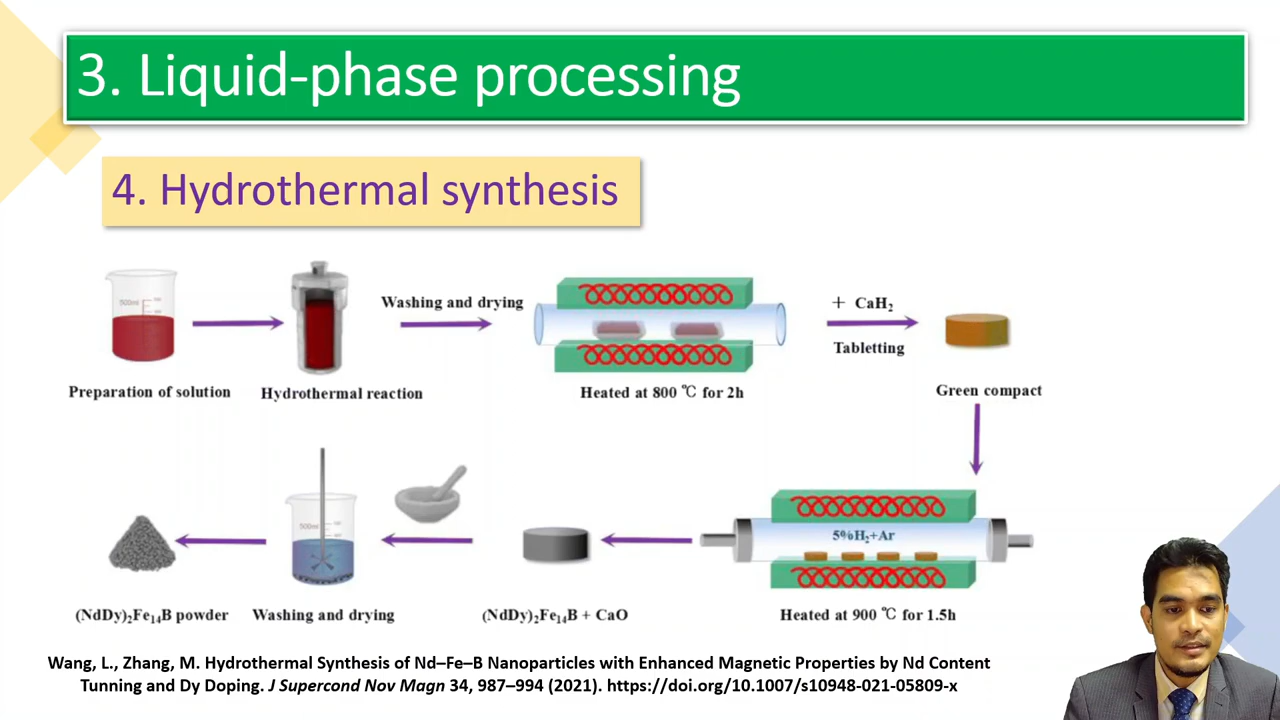 3. Liquid-phase processing
4. Hydrothermal synthesis
500ml
Washing and drying
+ CaH₂
Tabletting
Preparation of solution
Hydrothermal reaction
Heated at 800 ℃ for 2h
Green compact
500ml
5%H₂+Ar
(NdDy)₂Fe₁₄B powder
Washing and drying
(NdDy)₂Fe₁₄B + CaO
Heated at 900 ℃ for 1.5h
Wang, L., Zhang, M. Hydrothermal Synthesis of Nd–Fe–B Nanoparticles with Enhanced Magnetic Properties by Nd Content
Tunning and Dy Doping. J Supercond Nov Magn 34, 987–994 (2021). https://doi.org/10.1007/s10948-021-05809-x